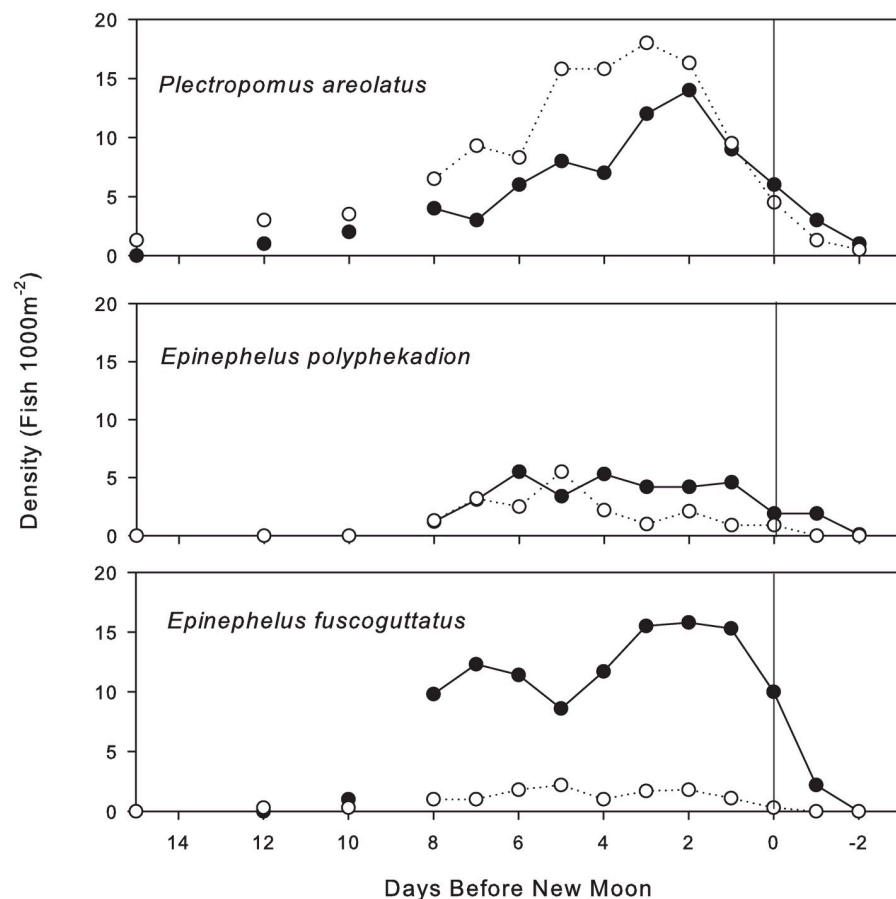 20
15
10
5
0
Plectropomus areolatus
20
15
10
5
0
Epinephelus polyphekadion
20
15
10
5
0
Epinephelus fuscoguttatus
Density (Fish 1000m⁻²)
14 12 10 8 6 4 2 0 -2
Days Before New Moon